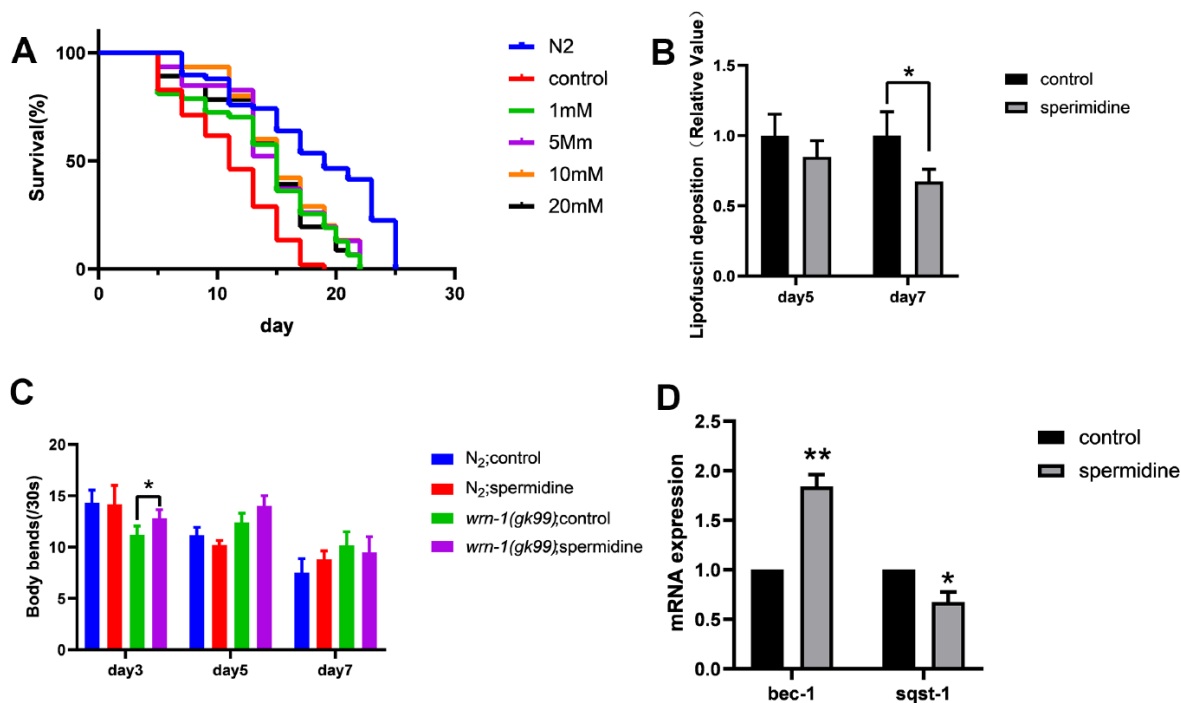 A
Survival(%)
100
50
0
0
10
20
30
day
N2
control
1mM
5Mm
10mM
20mM
B
Lipofuscin deposition（Relative Value）
1.5
1.0
0.5
0.0
*
day5
day7
control
sperimidine
C
Body bends(/30s)
20
15
10
5
0
*
day3
day5
day7
N2;control
N2;spermidine
wrn-1(gk99);control
wrn-1(gk99);spermidine
D
mRNA expression
2.5
2.0
1.5
1.0
0.5
0.0
**
*
bec-1
sqst-1
control
spermidine